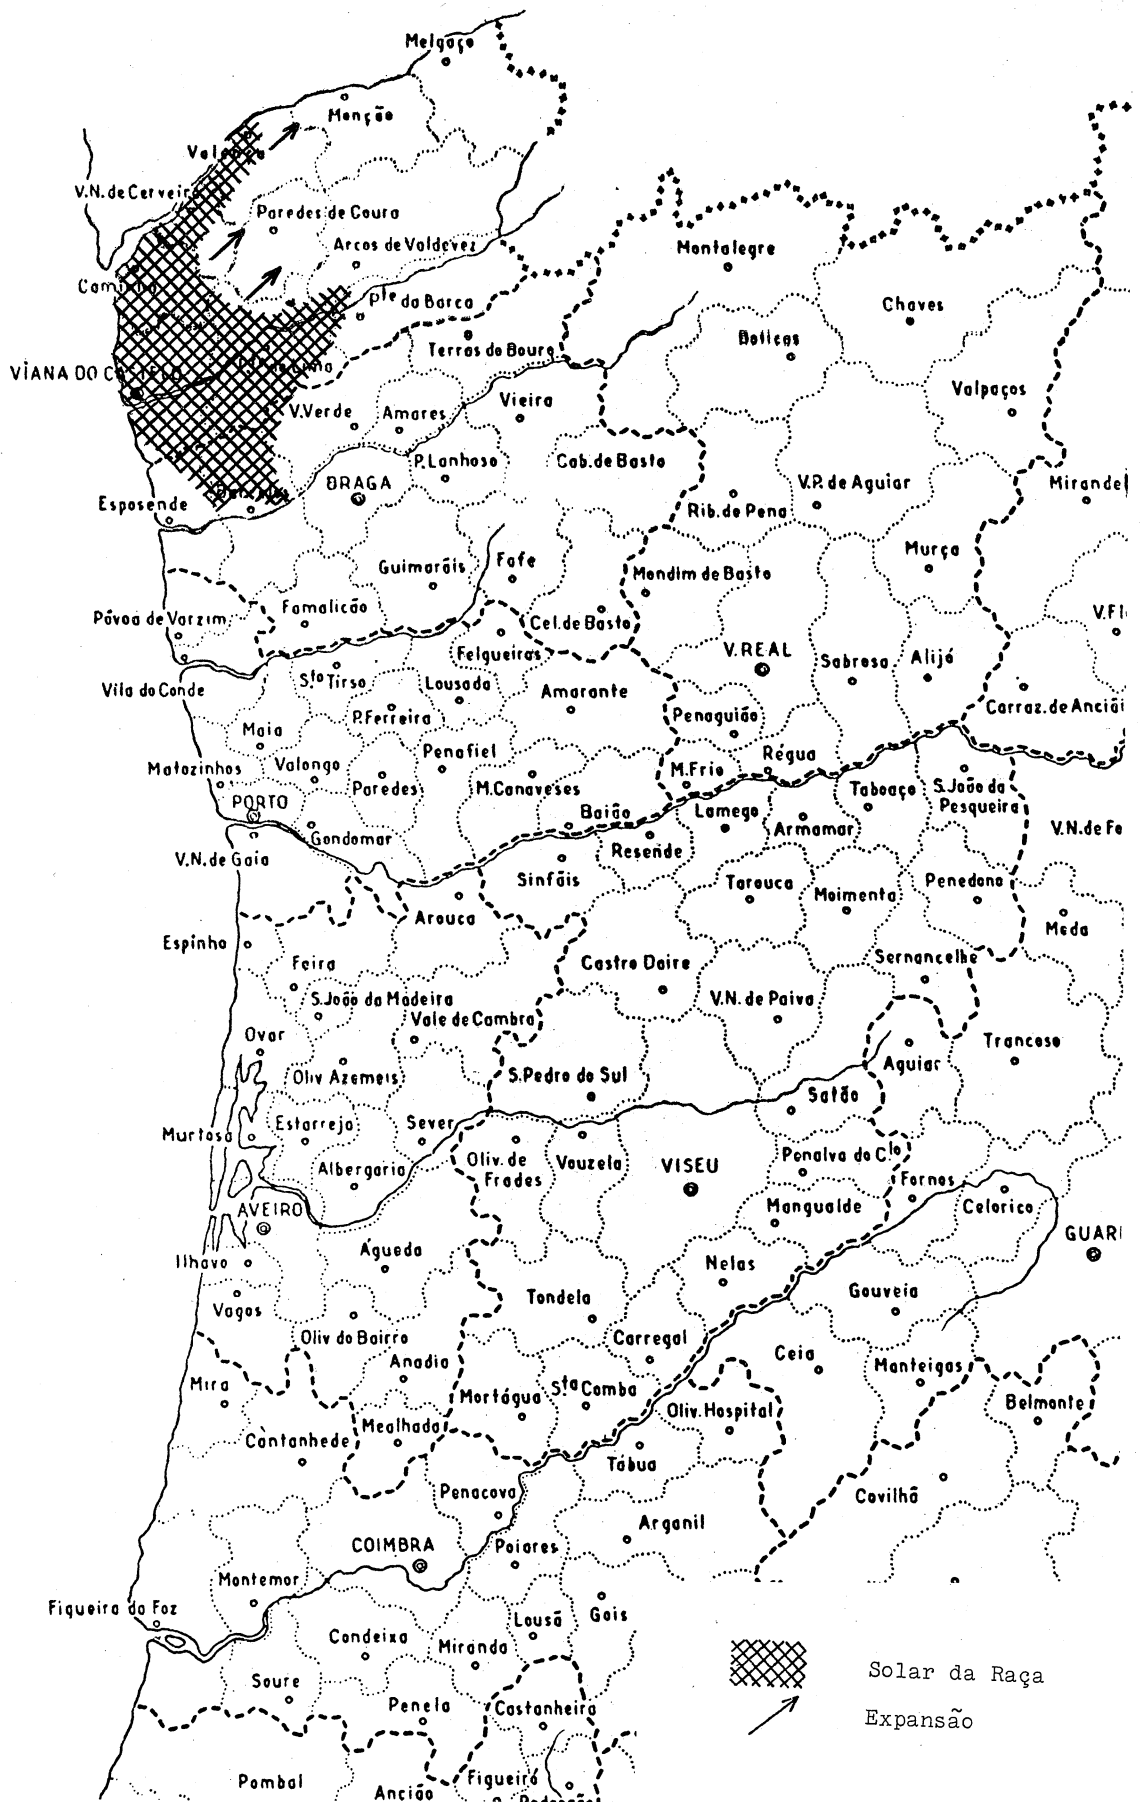 Melgaço
Monção
V.N. de Cerveira
Paredes de Coura
Arcos de Valdevez
Pte da Barca
Montalegre
Chaves
Boticas
Terras do Bouro
VIANA DO CASTELO
Valpaços
Vieira
V.Verde
Amares
P.Lanhoso
Cab. de Basto
BRAGA
V.P. de Aguiar
Esposende
Rib. de Pena
Murça
Guimarãis
Fafe
Mondim de Basto
Famalicão
Póvoa de Varzim
Cel. de Basto
V.Fl
Felgueiras
V.REAL
Sabrosa
Alijó
Sto Tirso
Lousada
Vila do Conde
Amarante
Carraz. de Anciãi
P.Ferreira
Penaguião
Maia
Penafiel
Régua
Matozinhos
Valongo
M.Frio
Paredes
M.Canaveses
Taboaço
S.João da
Pesqueira
PORTO
Baião
Lamego
Armamar
V.N. de Fo
Gondomar
Resende
V.N. de Gaia
Sinfãis
Tarouca
Moimenta
Penedono
Arouca
Meda
Espinho
Feira
Castro Daire
Sernancelhe
S.João da Madeira
V.N. de Paiva
Vale de Cambra
Ovar
Trancoso
Aguiar
Oliv Azemeis
S.Pedro do Sul
Satão
Estarreja
Sever
Murtosa
Albergaria
Oliv. de
Frades
Vouzela
VISEU
Penalva do Clo
Fornos
Mangualde
Celorico
AVEIRO
GUAR
Ílhavo
Águeda
Nelas
Vagos
Tondela
Gouveia
Oliv do Bairro
Carregal
Anadia
Ceia
Manteigas
Mira
Mortágua
Sta Comba
Oliv. Hospital
Belmonte
Mealhada
Cantanhede
Tábua
Penacova
Covilhã
Arganil
COIMBRA
Poiares
Montemor
Figueira da Foz
Lousã
Gois
Condeixa
Miranda
Soure
Penela
Castanheira
Solar da Raça
Expansão
Pombal
Ancião
Figueiró